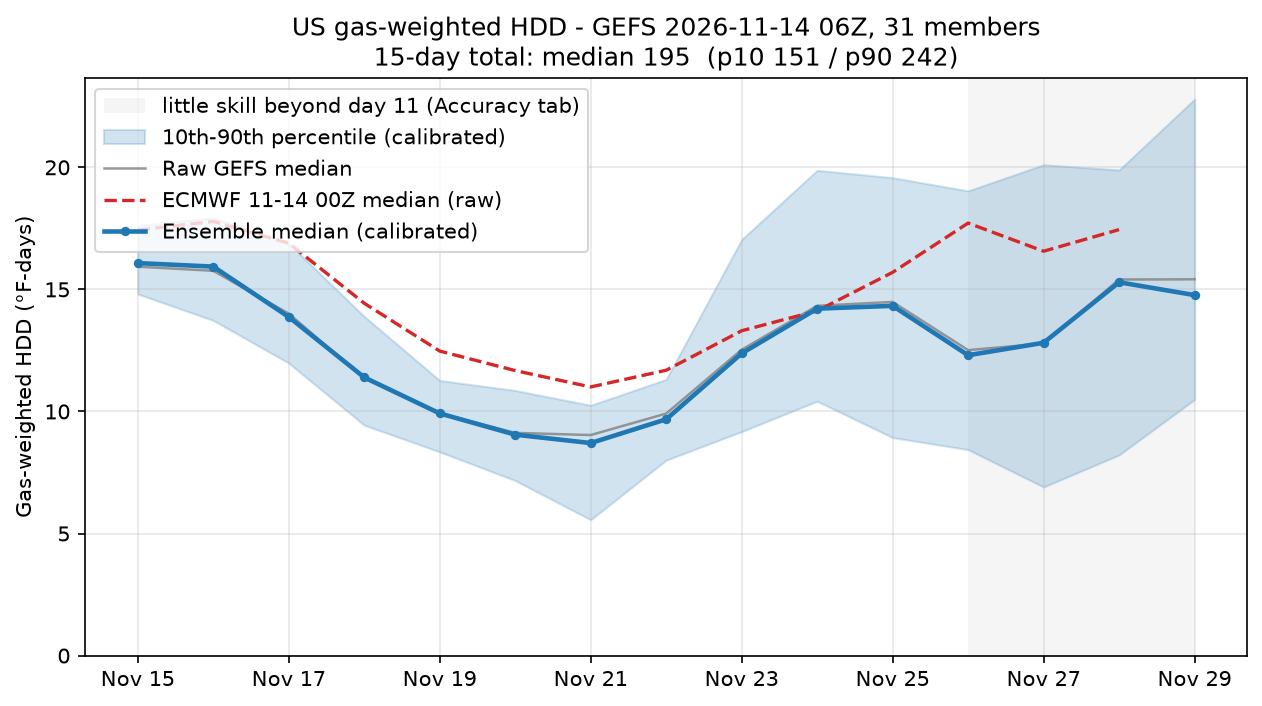 US gas-weighted HDD - GEFS 2026-11-14 06Z, 31 members
15-day total: median 195  (p10 151 / p90 242)
little skill beyond day 11 (Accuracy tab)
10th-90th percentile (calibrated)
Raw GEFS median
ECMWF 11-14 00Z median (raw)
Ensemble median (calibrated)
Gas-weighted HDD (°F-days)
20
15
10
5
0
Nov 15
Nov 17
Nov 19
Nov 21
Nov 23
Nov 25
Nov 27
Nov 29